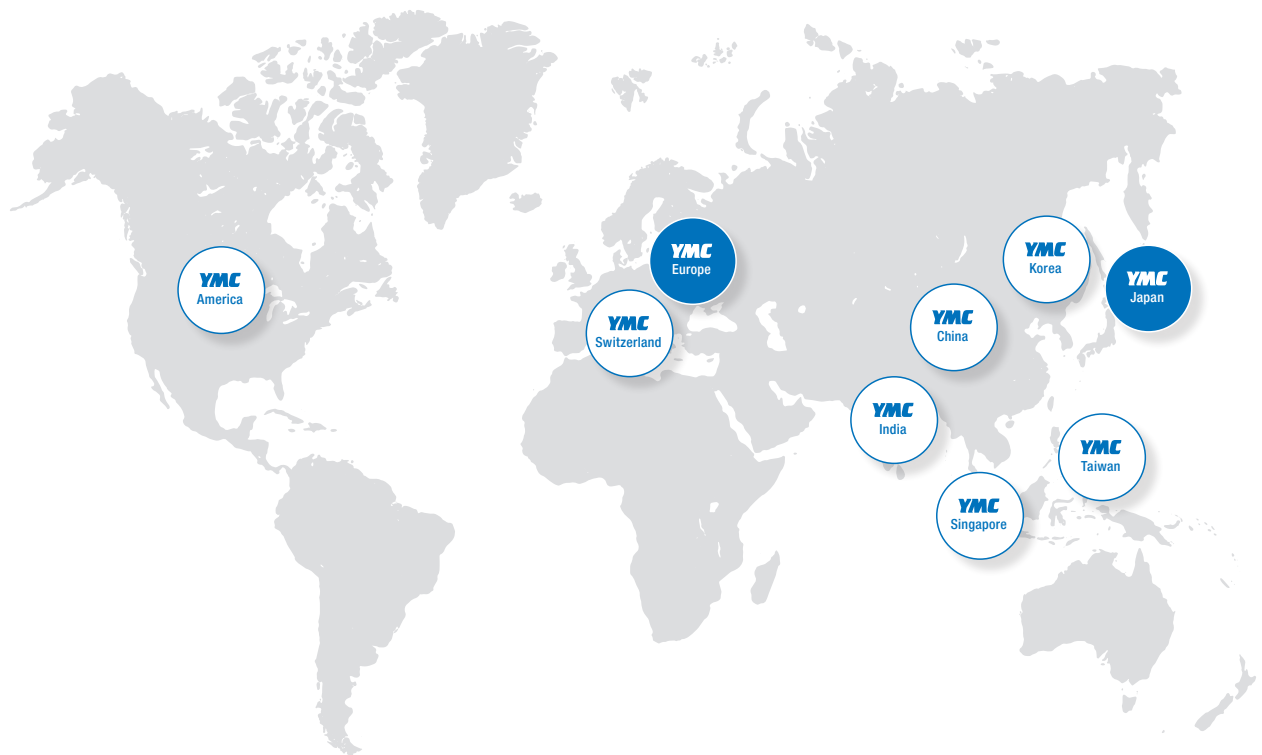 YMC
America
YMC
Europe
YMC
Switzerland
YMC
Korea
YMC
Japan
YMC
China
YMC
India
YMC
Taiwan
YMC
Singapore